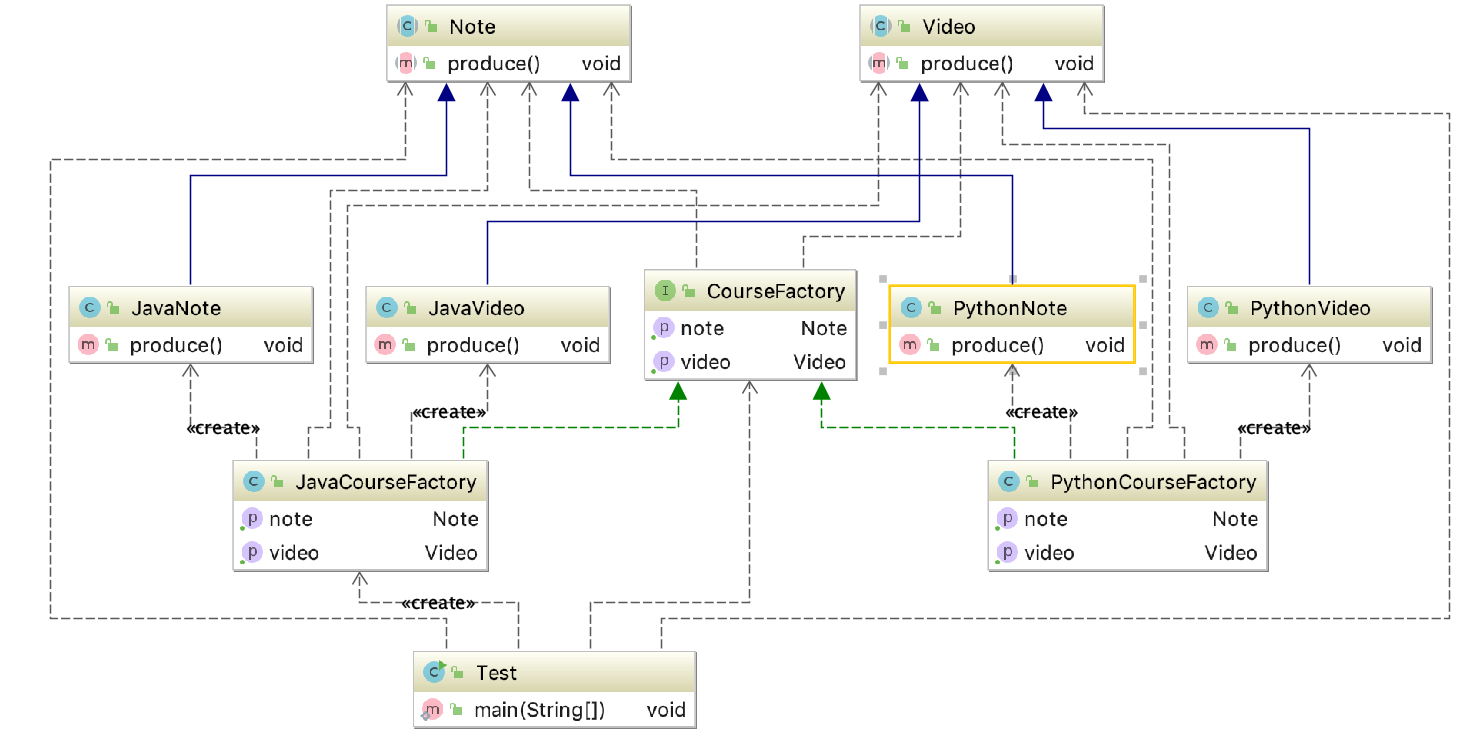 Note
produce() void
Video
produce() void
JavaNote
produce() void
JavaVideo
produce() void
CourseFactory
note Note
video Video
PythonNote
produce() void
PythonVideo
produce() void
«create»
«create»
«create»
«create»
JavaCourseFactory
note Note
video Video
PythonCourseFactory
note Note
video Video
«create»
Test
main(String[]) void